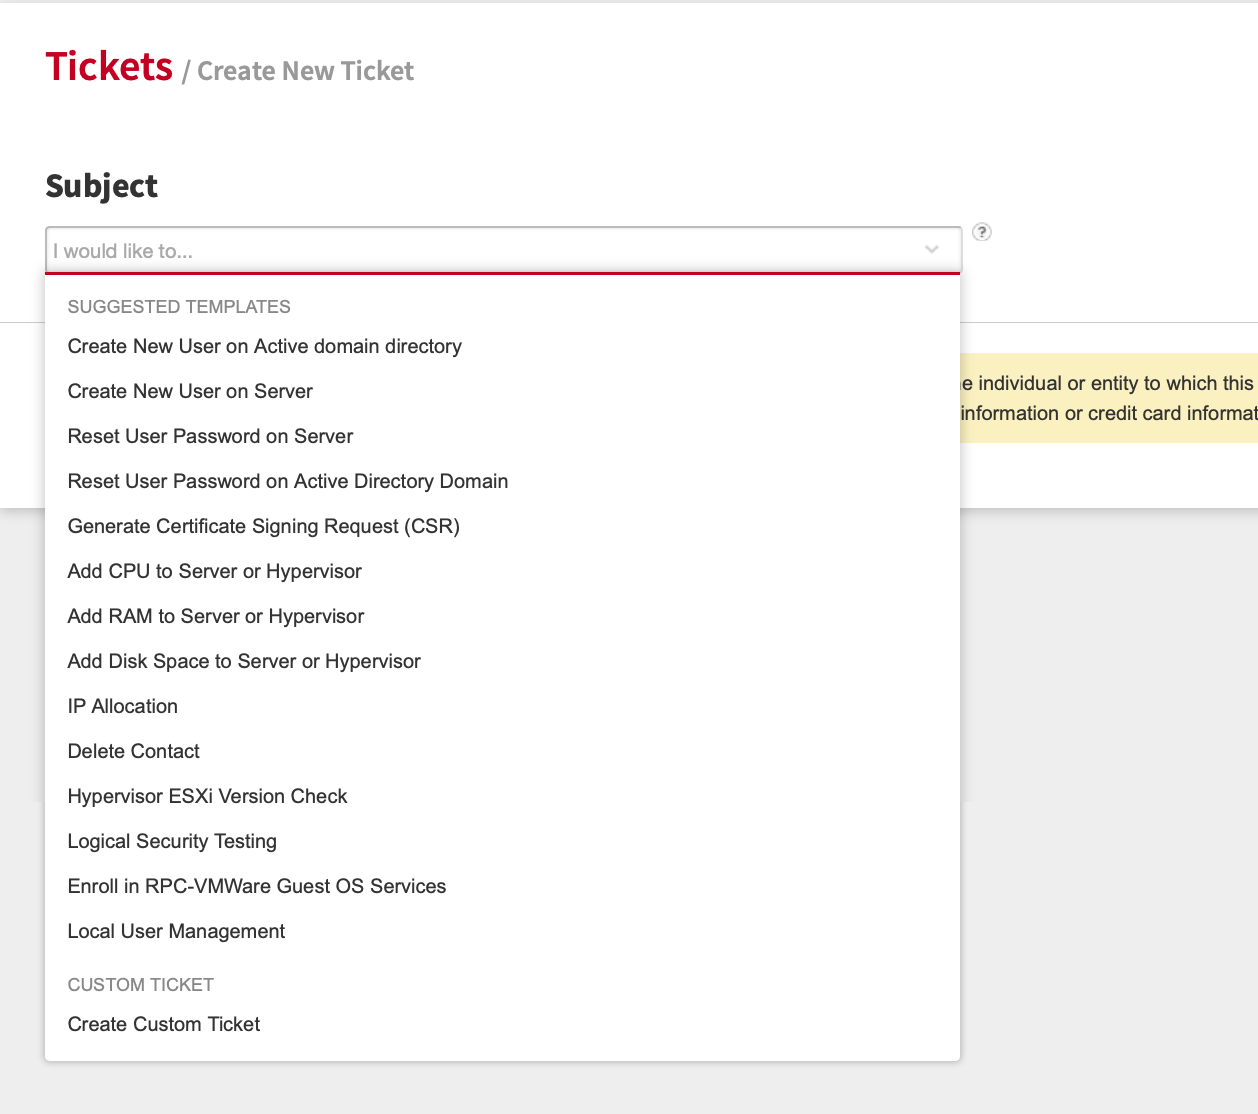 Tickets / Create New Ticket
Subject
I would like to...
?
SUGGESTED TEMPLATES
Create New User on Active domain directory
Create New User on Server
e individual or entity to which this
information or credit card informat
Reset User Password on Server
Reset User Password on Active Directory Domain
Generate Certificate Signing Request (CSR)
Add CPU to Server or Hypervisor
Add RAM to Server or Hypervisor
Add Disk Space to Server or Hypervisor
IP Allocation
Delete Contact
Hypervisor ESXi Version Check
Logical Security Testing
Enroll in RPC-VMWare Guest OS Services
Local User Management
CUSTOM TICKET
Create Custom Ticket